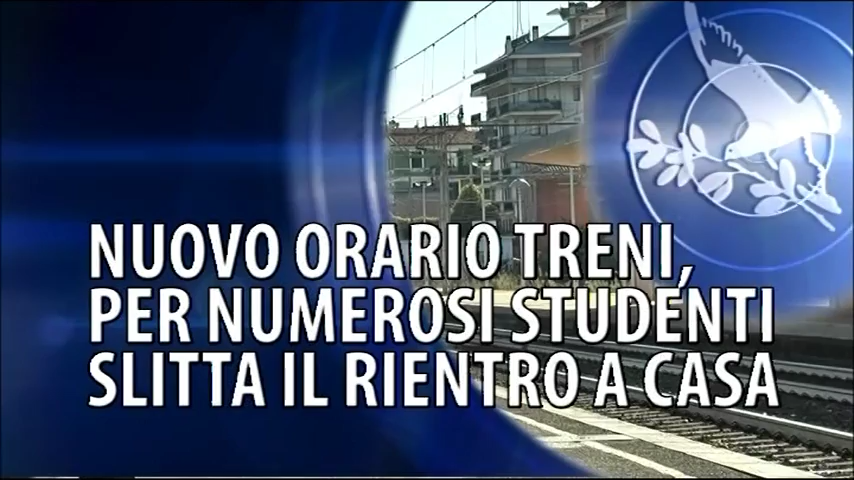 NUOVO ORARIO TRENI,
PER NUMEROSI STUDENTI
SLITTA IL RIENTRO A CASA